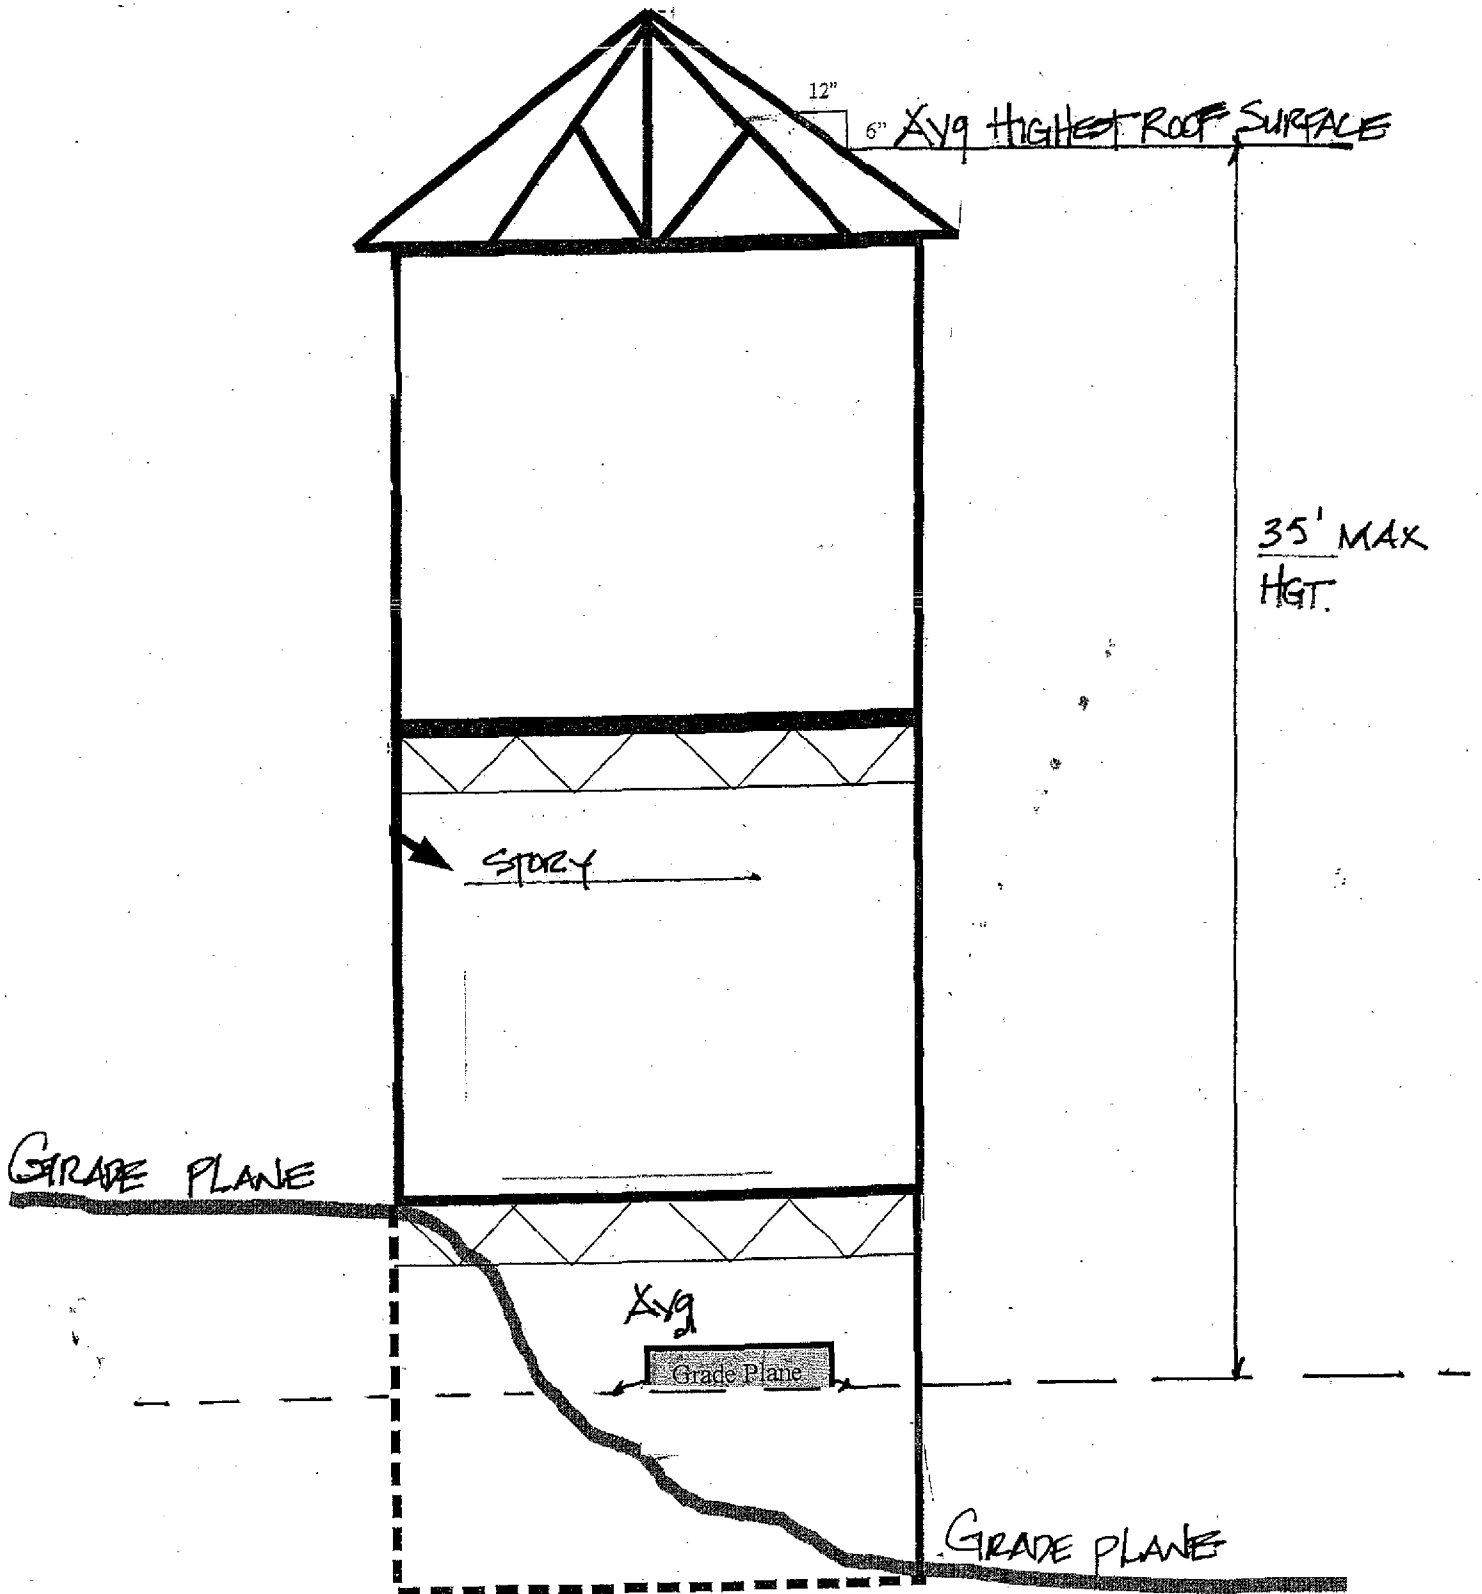 12"
6" Avg HIGHEST ROOF SURFACE
35' MAX
HGT.
STORY
GRADE PLANE
Avg
Grade Plane
GRADE PLANE